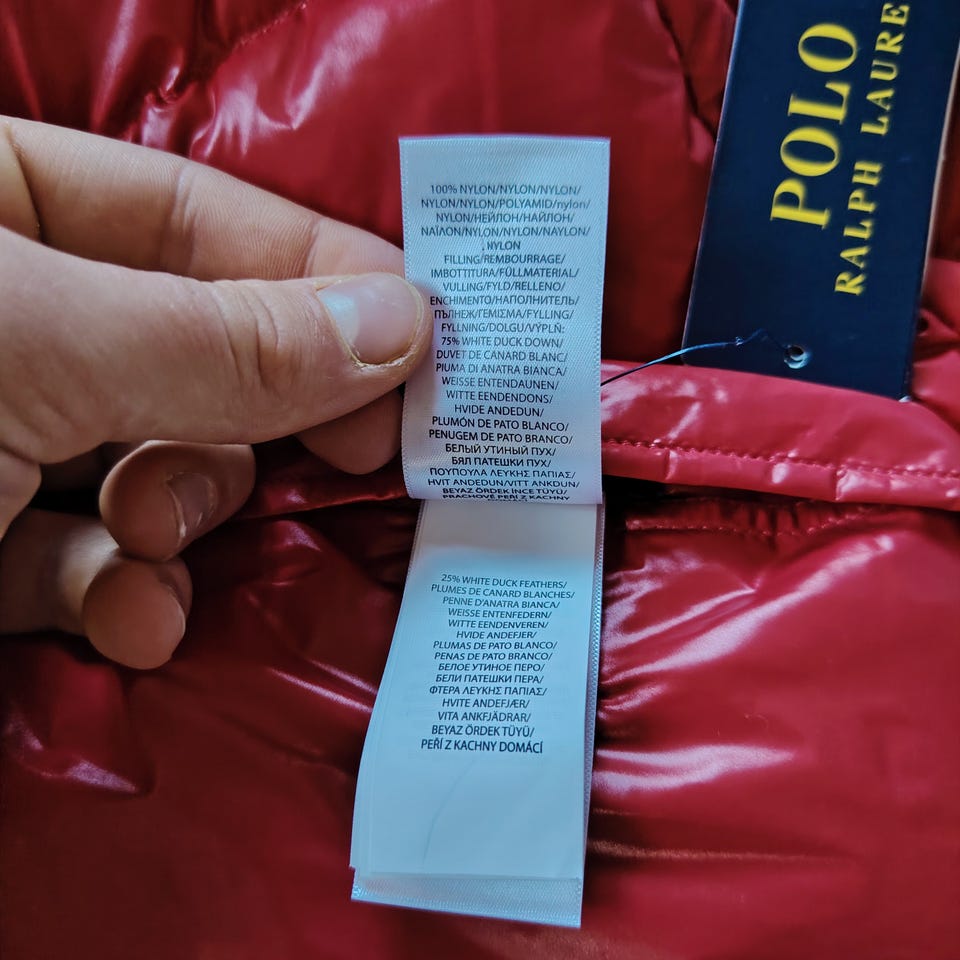 100% NYLON/NYLON/NYLON/
NYLON/NYLON/POLYAMID/nylon/
NYLON/НЕЙЛОН/НАЙЛОН/
ΝΑΪΛΟΝ/NYLON/NYLON/NAYLON/
NYLON
FILLING/REMBOURRAGE/
IMBOTTITURA/FÜLLMATERIAL/
VULLING/FYLD/RELLENO/
ENCHIMENTO/НАПОЛНИТЕЛЬ/
ПЪЛНЕЖ/ΓΕΜΙΣΜΑ/FYLLING/
FYLLNING/DOLGU/VÝPLŇ:
75% WHITE DUCK DOWN/
DUVET DE CANARD BLANC/
PIUMA DI ANATRA BIANCA/
WEISSE ENTENDAUNEN/
WITTE EENDENDONS/
HVIDE ANDEDUN/
PLUMÓN DE PATO BLANCO/
PENUGEM DE PATO BRANCO/
БЕЛЫЙ УТИНЫЙ ПУХ/
БЯЛ ПАТЕШКИ ПУХ/
ΠΟΥΠΟΥΛΑ ΛΕΥΚΗΣ ΠΑΠΙΑΣ/
HVIT ANDEDUN/VITT ANKDUN/
BEYAZ ÖRDEK İNCE TÜYÜ/
PRACHOVÉ PEŘÍ Z KACHNY
25% WHITE DUCK FEATHERS/
PLUMES DE CANARD BLANCHES/
PENNE D'ANATRA BIANCA/
WEISSE ENTENFEDERN/
WITTE EENDENVEREN/
HVIDE ANDEFJER/
PLUMAS DE PATO BLANCO/
PENAS DE PATO BRANCO/
БЕЛОЕ УТИНОЕ ПЕРО/
БЕЛИ ПАТЕШКИ ПЕРА/
ΦΤΕΡΑ ΛΕΥΚΗΣ ΠΑΠΙΑΣ/
HVITE ANDEFJÆR/
VITA ANKFJÄDRAR/
BEYAZ ÖRDEK TÜYÜ/
PEŘÍ Z KACHNY DOMÁCÍ
POLO
RALPH LAURE